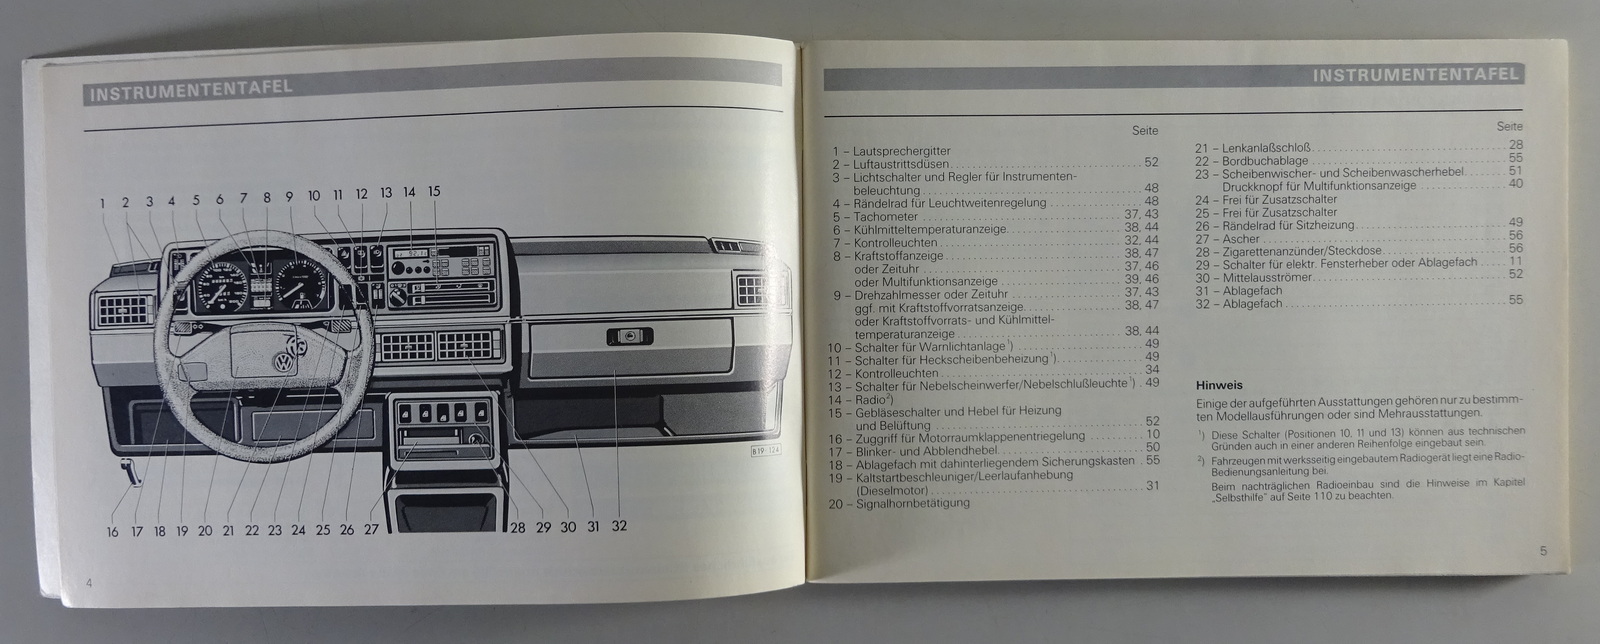 INSTRUMENTENTAFEL
1 2 3 4 5 6 7 8 9 10 11 12 13 14 15
B19-124
16 17 18 19 20 21 22 23 24 25 26 27 28 29 30 31 32
4
INSTRUMENTENTAFEL
Seite
1 – Lautsprechergitter
2 – Luftaustrittsdüsen 52
3 – Lichtschalter und Regler für Instrumenten-
beleuchtung 48
4 – Rändelrad für Leuchtweitenregelung 48
5 – Tachometer 37, 43
6 – Kühlmitteltemperaturanzeige 38, 44
7 – Kontrolleuchten 32, 44
8 – Kraftstoffanzeige 38, 47
oder Zeituhr 37, 46
oder Multifunktionsanzeige 39, 46
9 – Drehzahlmesser oder Zeituhr 37, 43
ggf. mit Kraftstoffvorratsanzeige 38, 47
oder Kraftstoffvorrats- und Kühlmittel-
temperaturanzeige 38, 44
10 – Schalter für Warnlichtanlage¹) 49
11 – Schalter für Heckscheibenbeheizung¹) 49
12 – Kontrolleuchten 34
13 – Schalter für Nebelscheinwerfer/Nebelschlußleuchte¹) 49
14 – Radio²)
15 – Gebläseschalter und Hebel für Heizung
und Belüftung 52
16 – Zuggriff für Motorraumklappenentriegelung 10
17 – Blinker- und Abblendhebel 50
18 – Ablagefach mit dahinterliegendem Sicherungskasten 55
19 – Kaltstartbeschleuniger/Leerlaufanhebung
(Dieselmotor) 31
20 – Signalhornbetätigung
Seite
21 – Lenkanlaßschloß 28
22 – Bordbuchablage 55
23 – Scheibenwischer- und Scheibenwascherhebel 51
Druckknopf für Multifunktionsanzeige 40
24 – Frei für Zusatzschalter
25 – Frei für Zusatzschalter
26 – Rändelrad für Sitzheizung 49
27 – Ascher 56
28 – Zigarettenanzünder/Steckdose 56
29 – Schalter für elektr. Fensterheber oder Ablagefach 11
30 – Mittelausströmer 52
31 – Ablagefach
32 – Ablagefach 55
Hinweis
Einige der aufgeführten Ausstattungen gehören nur zu bestimm-
ten Modellausführungen oder sind Mehrausstattungen.
¹) Diese Schalter (Positionen 10, 11 und 13) können aus technischen
Gründen auch in einer anderen Reihenfolge eingebaut sein.
²) Fahrzeugen mit werksseitig eingebautem Radiogerät liegt eine Radio-
Bedienungsanleitung bei.
Beim nachträglichen Radioeinbau sind die Hinweise im Kapitel
„Selbsthilfe" auf Seite 110 zu beachten.
5